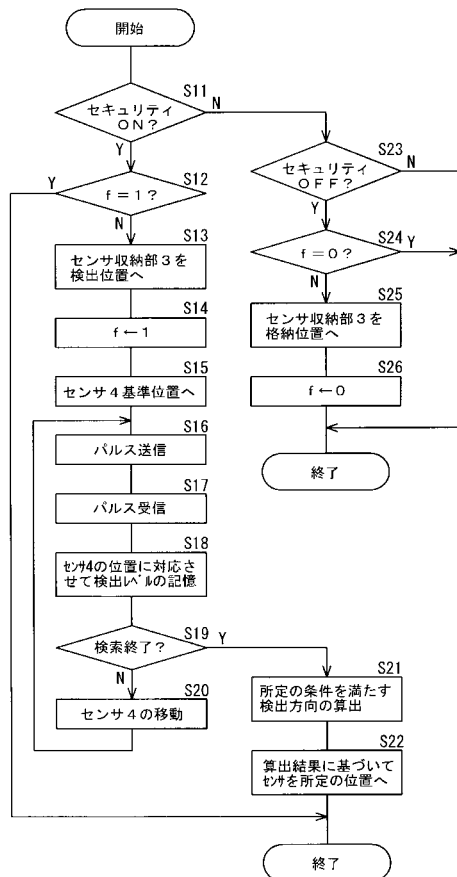 開始
S11
セキュリティ
ON?
N
Y
S12
f=1?
Y
N
S13
センサ収納部3を
検出位置へ
S14
f←1
S15
センサ4基準位置へ
S16
パルス送信
S17
パルス受信
S18
センサ4の位置に対応さ
せて検出レベルの記憶
S19
検索終了?
Y
N
S20
センサ4の移動
S21
所定の条件を満たす
検出方向の算出
S22
算出結果に基づいて
センサを所定の位置へ
終了
S23
セキュリティ
OFF?
N
Y
S24
f=0?
Y
N
S25
センサ収納部3を
格納位置へ
S26
f←0
終了